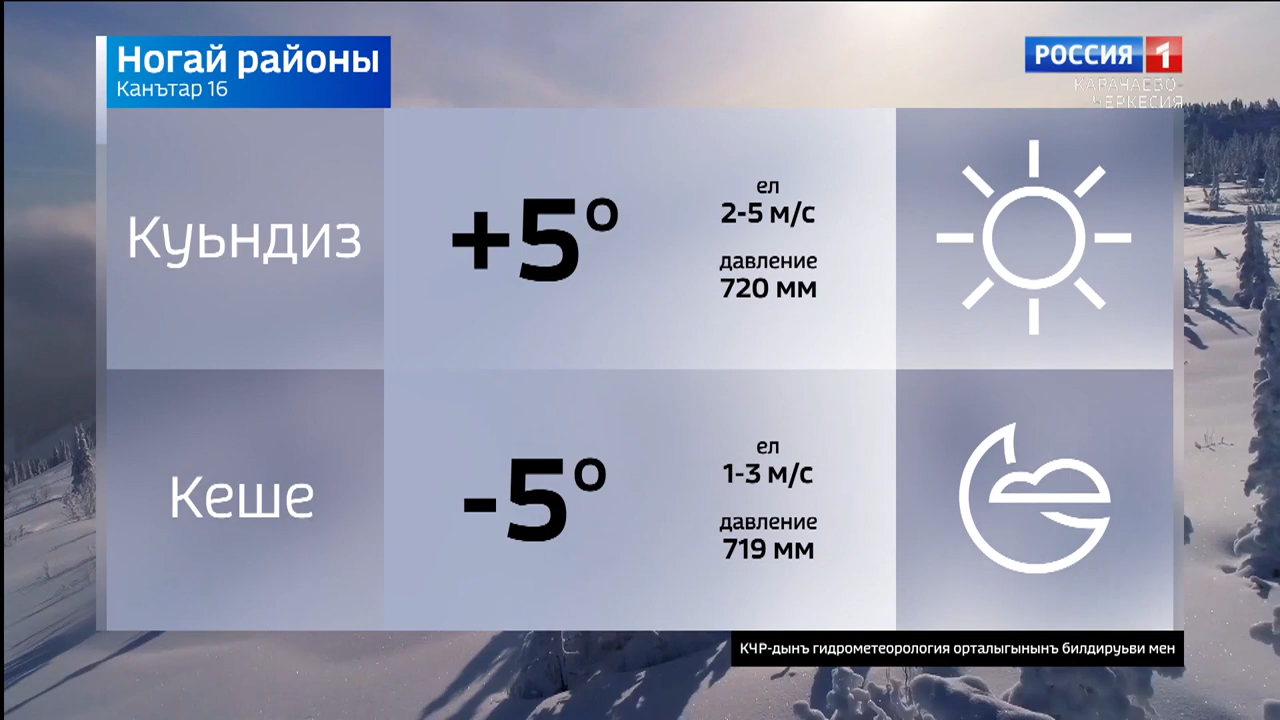 Ногай районы
Канътар 16
РОССИЯ 1
КАРАЧАЕВО-
ЧЕРКЕСИЯ
Куьндиз
+5°
ел
2-5 м/с
давление
720 мм
Кеше
-5°
ел
1-3 м/с
давление
719 мм
КЧР-дынъ гидрометеорология орталыгынынъ билдируьви мен